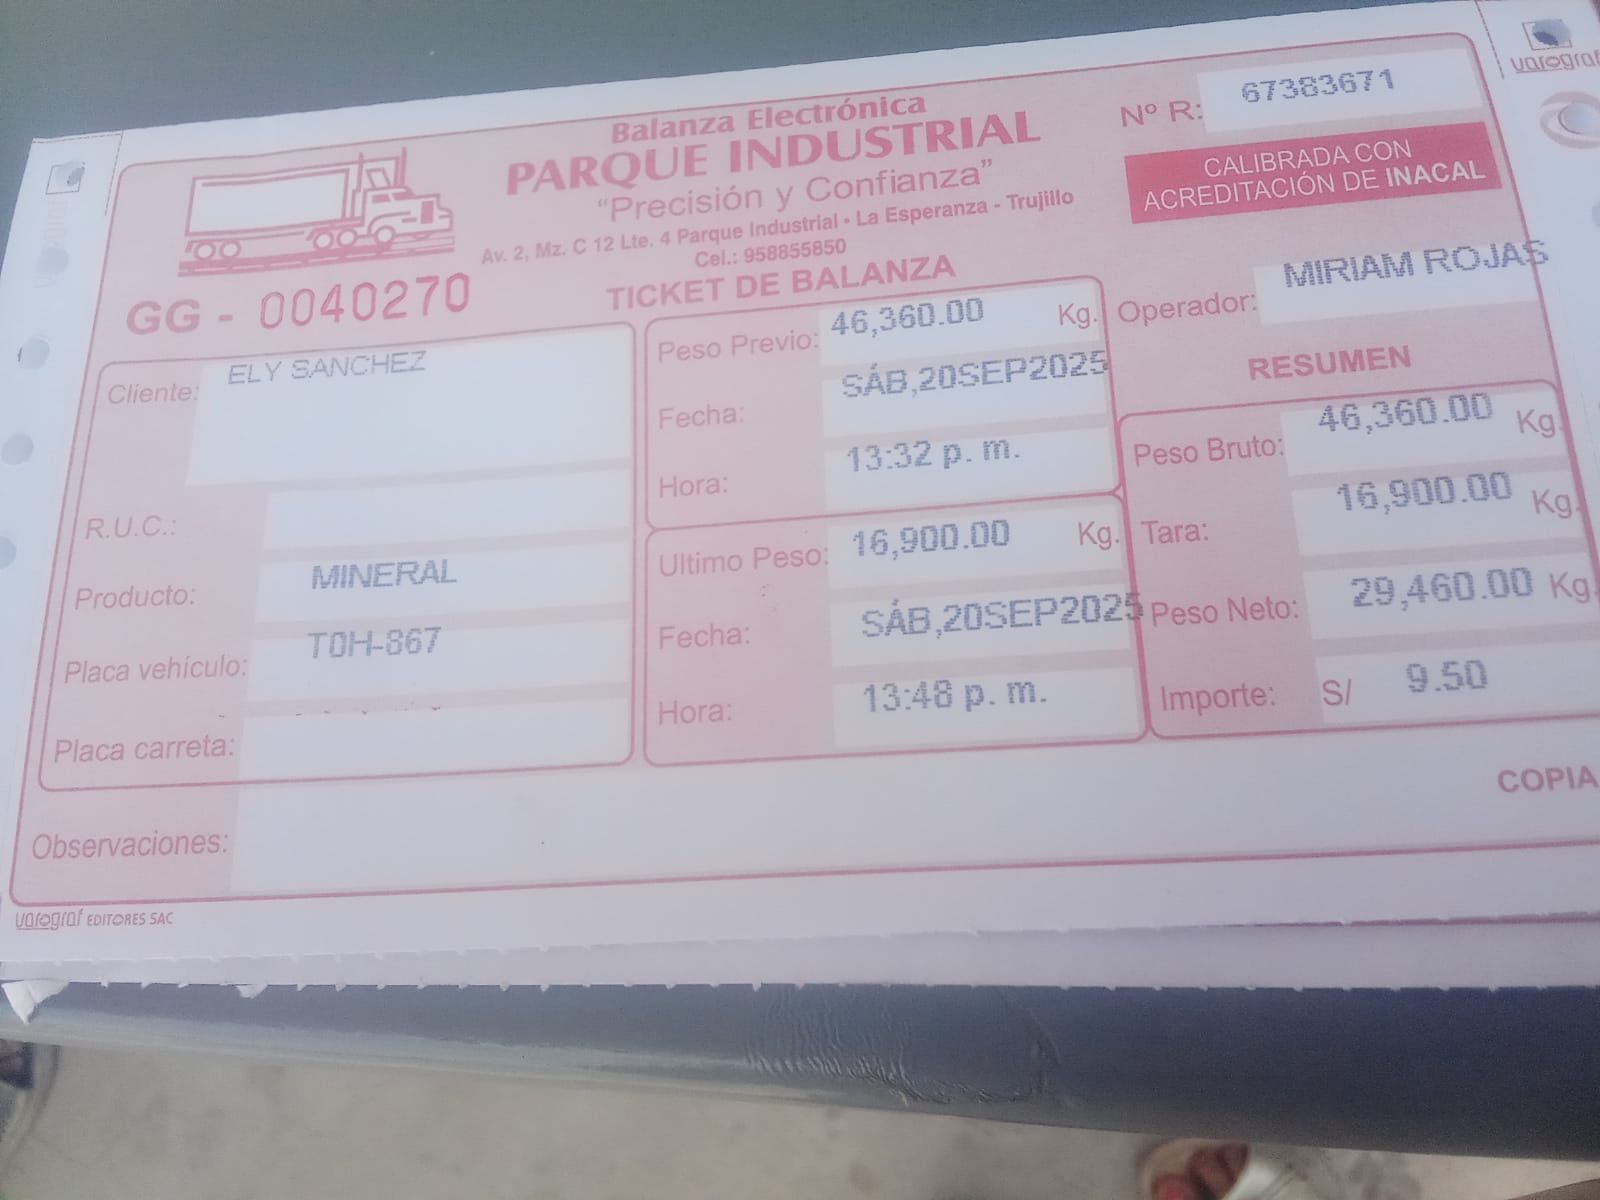 varograf
Balanza Electrónica
PARQUE INDUSTRIAL
"Precisión y Confianza"
Av. 2, Mz. C 12 Lte. 4 Parque Industrial • La Esperanza - Trujillo
Cel.: 958855850
Nº R: 67383671
CALIBRADA CON
ACREDITACIÓN DE INACAL
GG - 0040270
TICKET DE BALANZA
Operador: MIRIAM ROJAS
Cliente: ELY SANCHEZ
R.U.C.:
Producto: MINERAL
Placa vehículo: T0H-867
Placa carreta:
Observaciones:
Peso Previo: 46,360.00 Kg.
Fecha: SÁB,20SEP2025
Hora: 13:32 p. m.
Ultimo Peso: 16,900.00 Kg.
Fecha: SÁB,20SEP2025
Hora: 13:48 p. m.
RESUMEN
Peso Bruto: 46,360.00 Kg.
Tara: 16,900.00 Kg.
Peso Neto: 29,460.00 Kg.
Importe: S/ 9.50
COPIA
varograf EDITORES SAC